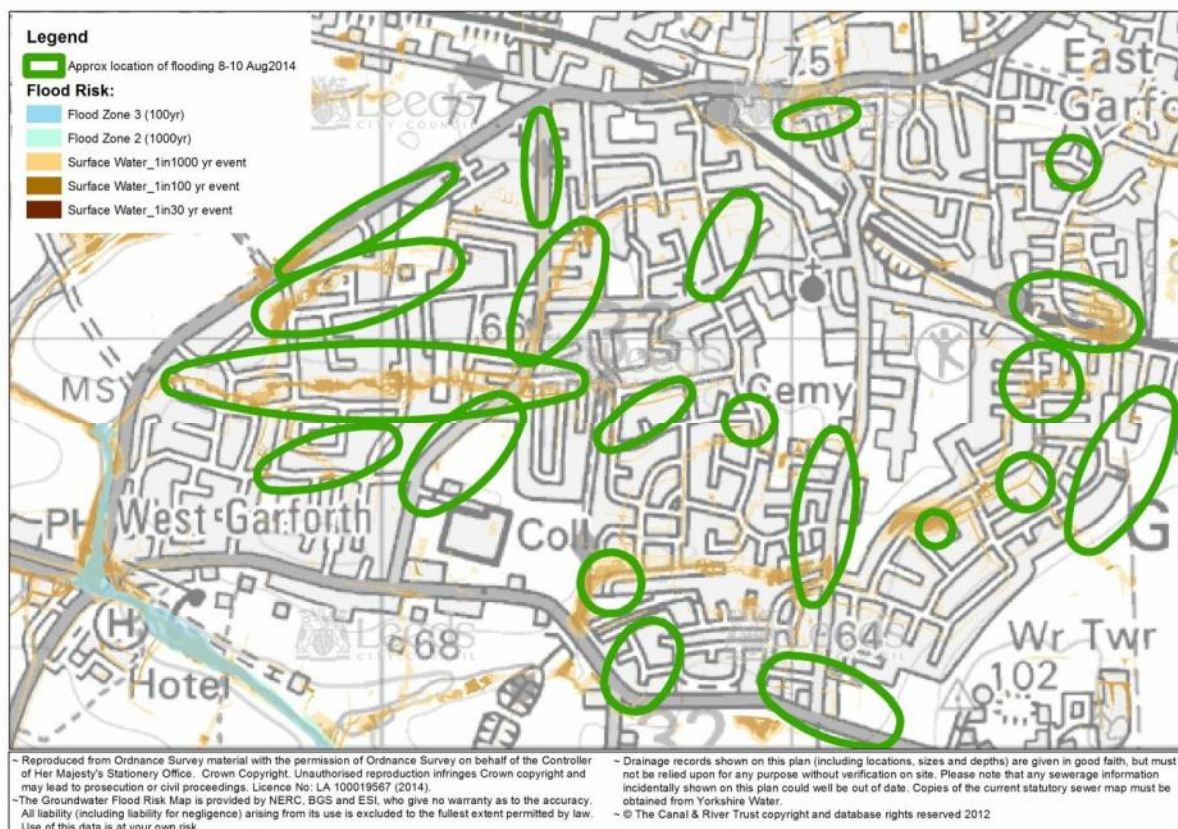 Legend
Approx location of flooding 8-10 Aug2014
Flood Risk:
Flood Zone 3 (100yr)
Flood Zone 2 (1000yr)
Surface Water_1in1000 yr event
Surface Water_1in100 yr event
Surface Water_1in30 yr event
75
East
Leeds
CITY COUNCIL
Leeds
CITY COUNCIL
MS
Cemy
PH
West Garforth
Coll
G
H
Hotel
68
Leeds
CITY COUNCIL
64
Wr Twr
102
32
~ Reproduced from Ordnance Survey material with the permission of Ordnance Survey on behalf of the Controller
of Her Majesty's Stationery Office. Crown Copyright. Unauthorised reproduction infringes Crown copyright and
may lead to prosecution or civil proceedings. Licence No: LA 100019567 (2014).
~The Groundwater Flood Risk Map is provided by NERC, BGS and ESI, who give no warranty as to the accuracy.
All liability (including liability for negligence) arising from its use is excluded to the fullest extent permitted by law.
Use of this data is at your own risk
~ Drainage records shown on this plan (including locations, sizes and depths) are given in good faith, but must
not be relied upon for any purpose without verification on site. Please note that any sewerage information
incidentally shown on this plan could well be out of date. Copies of the current statutory sewer map must be
obtained from Yorkshire Water.
~ © The Canal & River Trust copyright and database rights reserved 2012